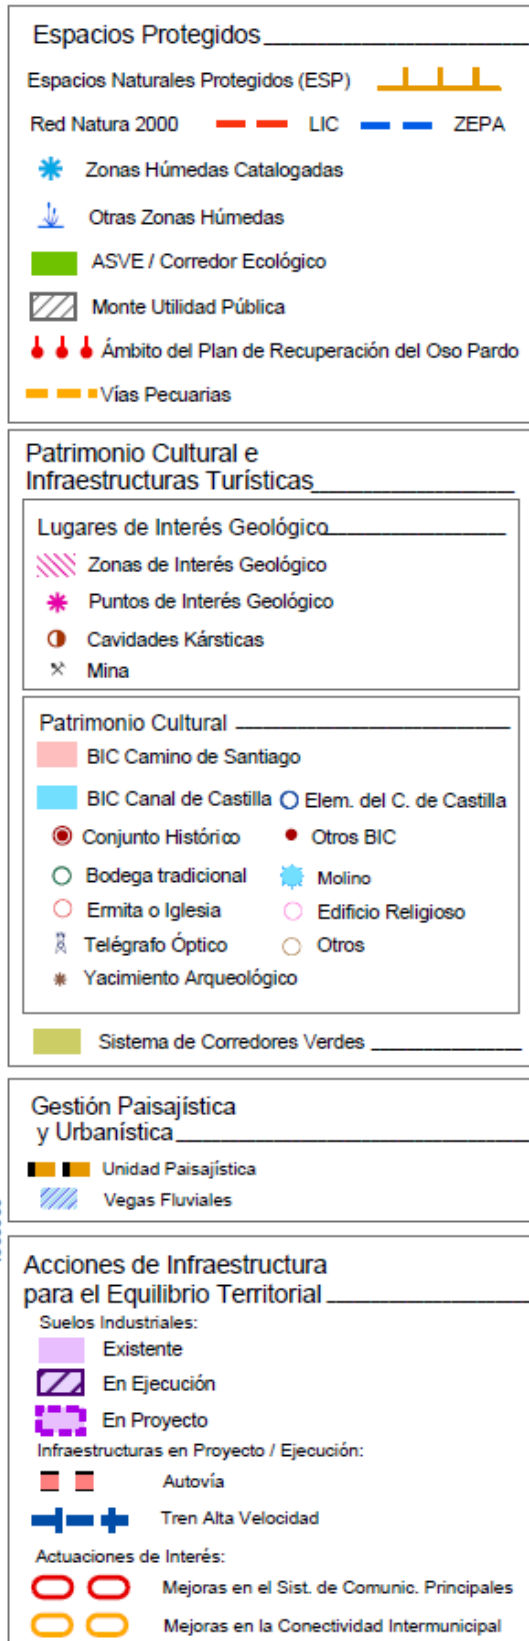 Espacios Protegidos
Espacios Naturales Protegidos (ESP)
Red Natura 2000 LIC ZEPA
Zonas Húmedas Catalogadas
Otras Zonas Húmedas
ASVE / Corredor Ecológico
Monte Utilidad Pública
Ámbito del Plan de Recuperación del Oso Pardo
Vías Pecuarias
Patrimonio Cultural e
Infraestructuras Turísticas
Lugares de Interés Geológico
Zonas de Interés Geológico
Puntos de Interés Geológico
Cavidades Kársticas
Mina
Patrimonio Cultural
BIC Camino de Santiago
BIC Canal de Castilla Elem. del C. de Castilla
Conjunto Histórico Otros BIC
Bodega tradicional Molino
Ermita o Iglesia Edificio Religioso
Telégrafo Óptico Otros
Yacimiento Arqueológico
Sistema de Corredores Verdes
Gestión Paisajística
y Urbanística
Unidad Paisajística
Vegas Fluviales
Acciones de Infraestructura
para el Equilibrio Territorial
Suelos Industriales:
Existente
En Ejecución
En Proyecto
Infraestructuras en Proyecto / Ejecución:
Autovía
Tren Alta Velocidad
Actuaciones de Interés:
Mejoras en el Sist. de Comunic. Principales
Mejoras en la Conectividad Intermunicipal